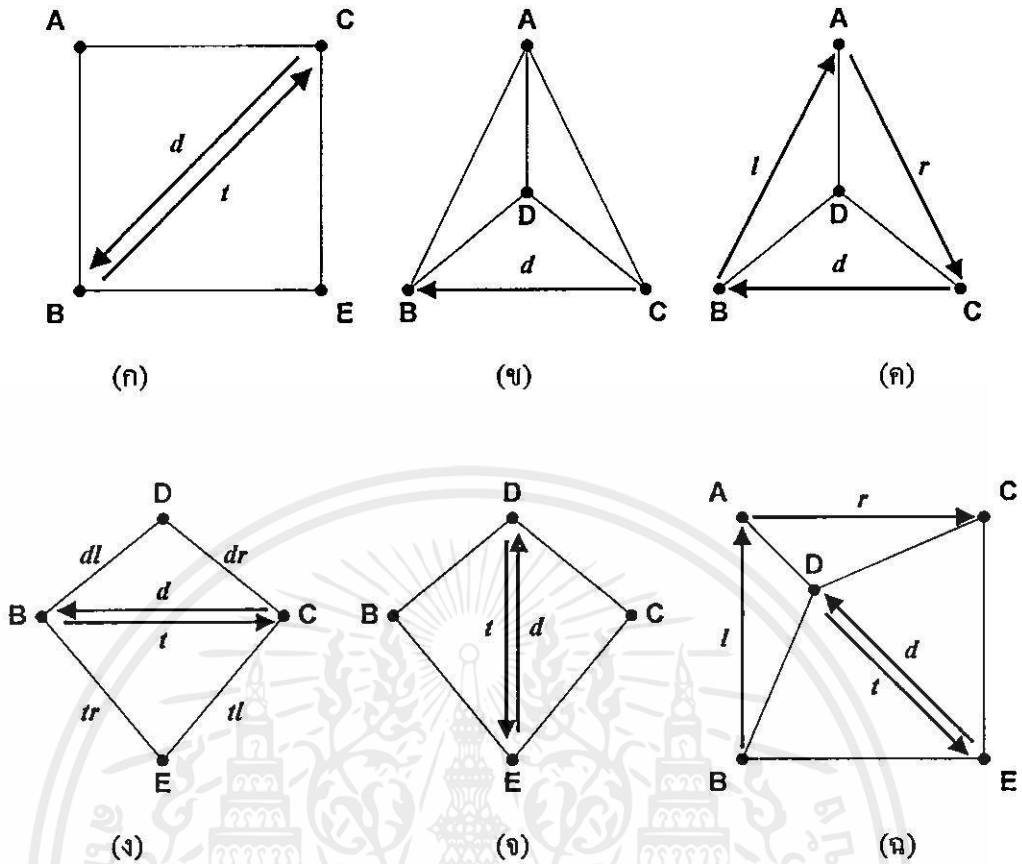 A C A A
d t l r
D D
d d
B E B C B C
(ก) (ข) (ค)
D D A r C
dl dr D
B d C B t d C l d
t t
tr tl
E E B E
(ง) (จ) (ฉ)